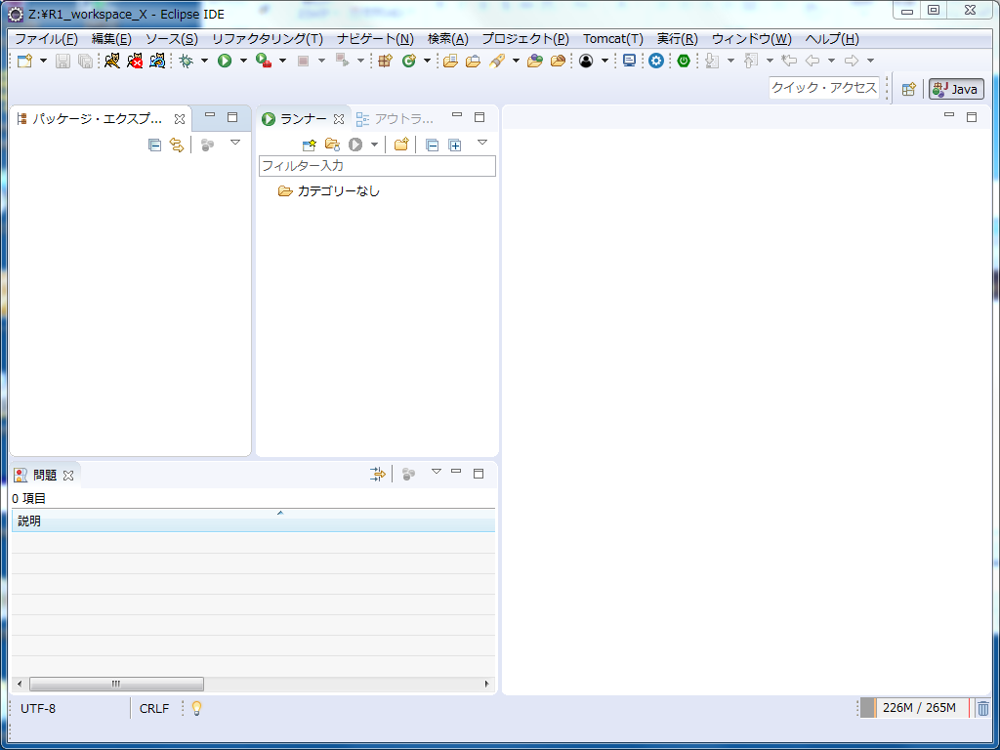 Z:¥R1_workspace_X - Eclipse IDE
ファイル(F) 編集(E) ソース(S) リファクタリング(T) ナビゲート(N) 検索(A) プロジェクト(P) Tomcat(T) 実行(R) ウィンドウ(W) ヘルプ(H)
クイック・アクセス
Java
パッケージ・エクスプ...
ランナー
アウトラ...
フィルター入力
カテゴリーなし
問題
0 項目
説明
UTF-8
CRLF
226M / 265M